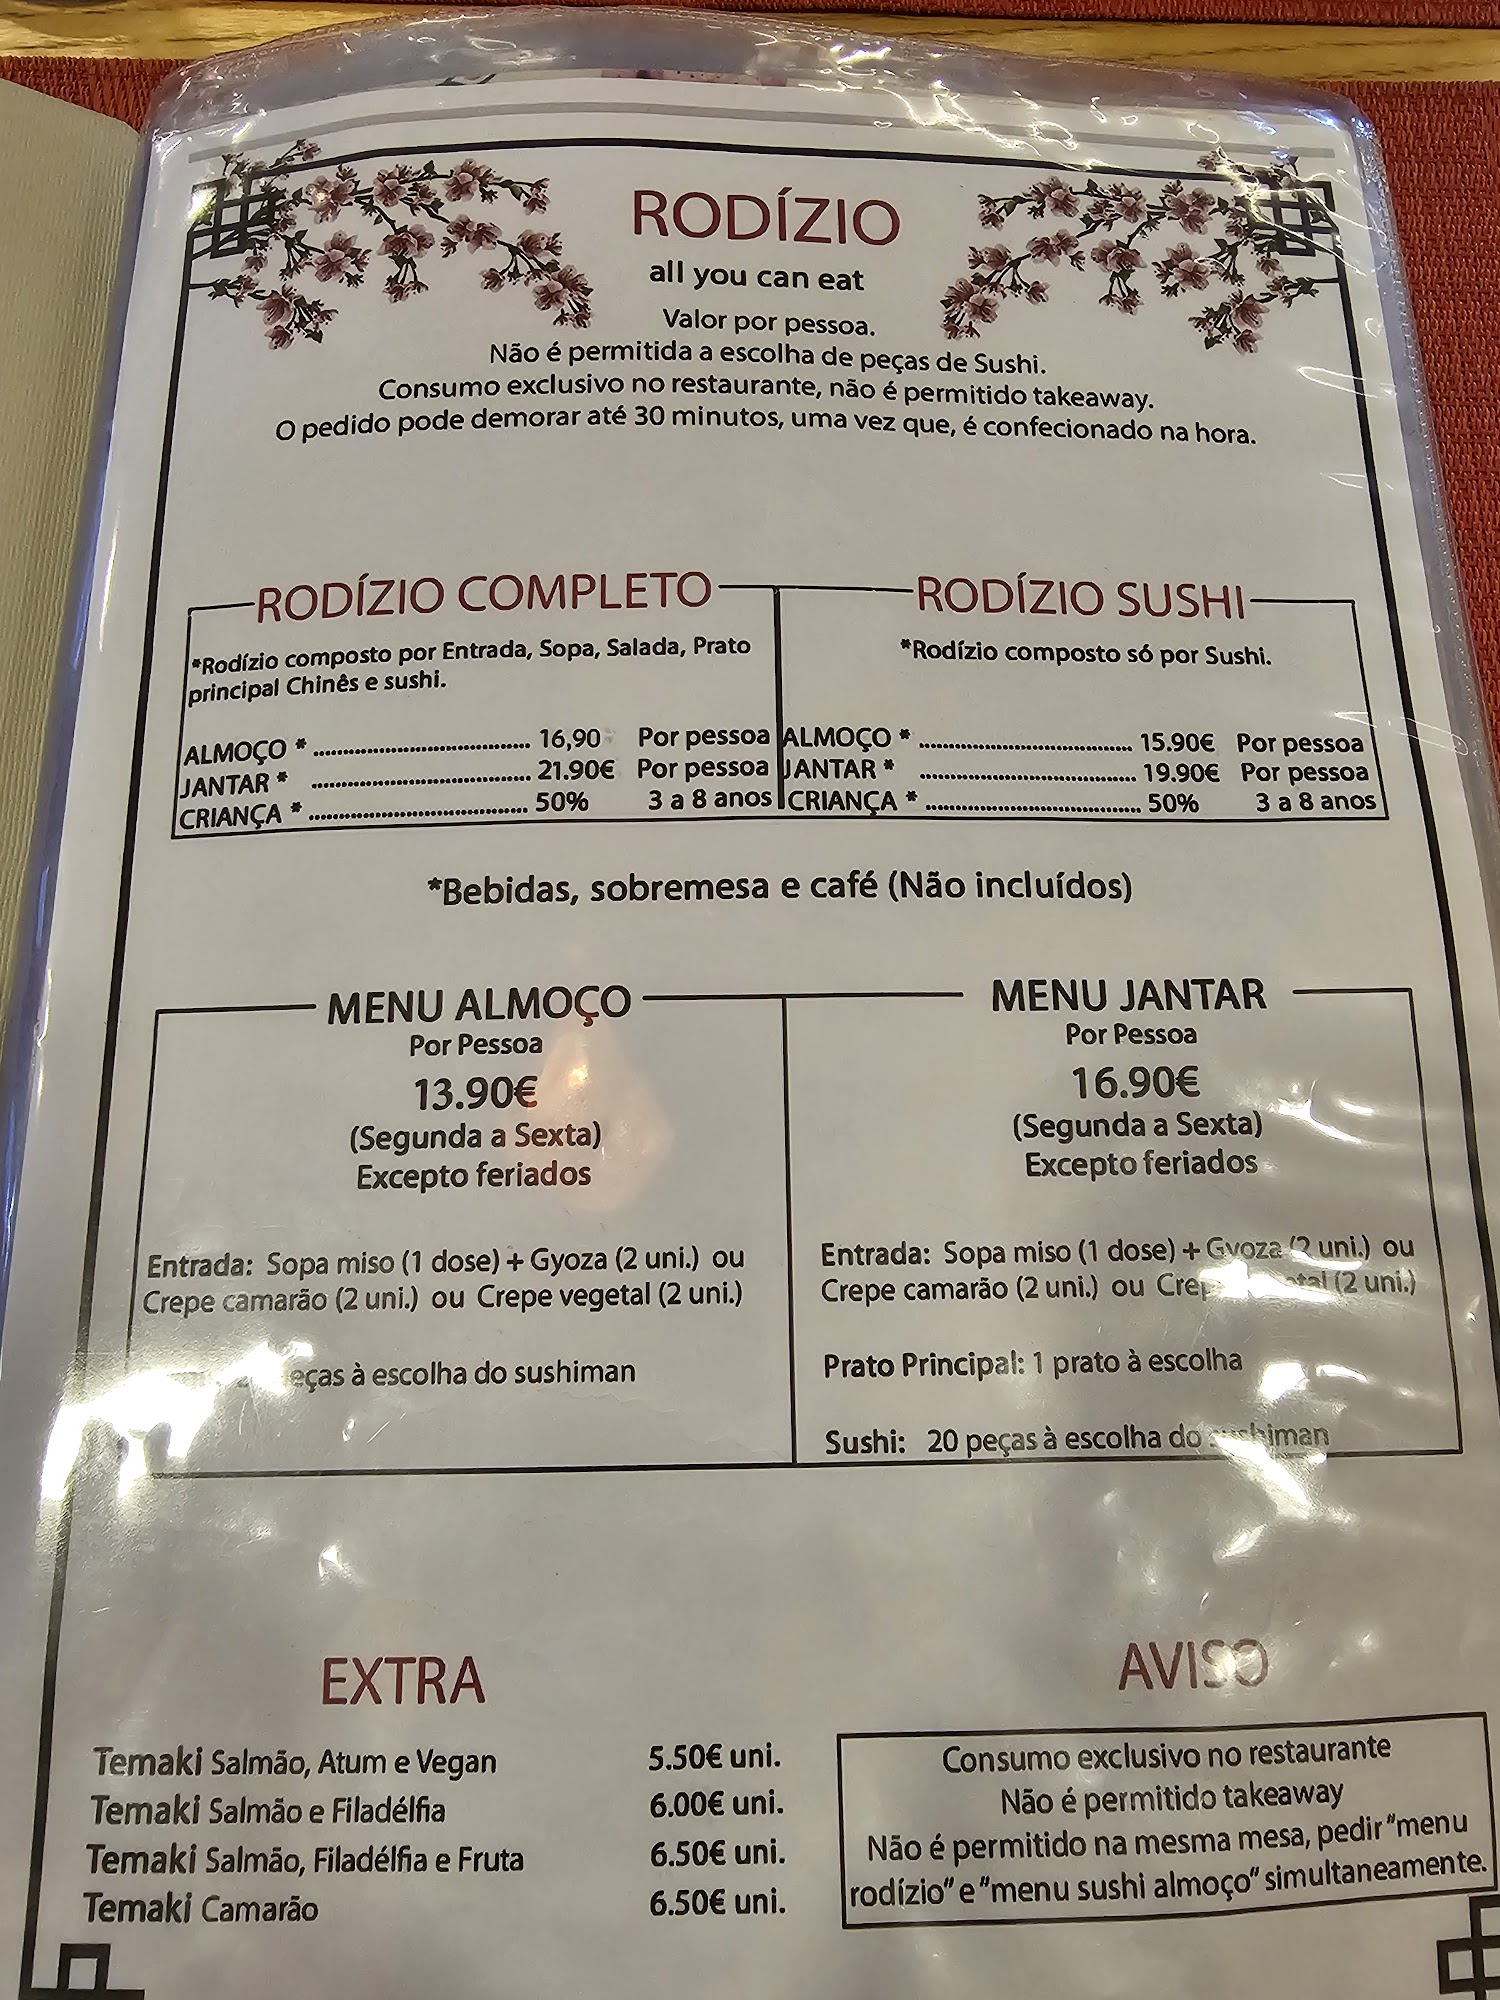 RODÍZIO
all you can eat
Valor por pessoa.
Não é permitida a escolha de peças de Sushi.
Consumo exclusivo no restaurante, não é permitido takeaway.
O pedido pode demorar até 30 minutos, uma vez que, é confecionado na hora.
RODÍZIO COMPLETO
*Rodízio composto por Entrada, Sopa, Salada, Prato
principal Chinês e sushi.
ALMOÇO * ................................ 16,90 Por pessoa
JANTAR * ................................ 21.90€ Por pessoa
CRIANÇA * ................................ 50% 3 a 8 anos
RODÍZIO SUSHI
*Rodízio composto só por Sushi.
ALMOÇO * ................................ 15.90€ Por pessoa
JANTAR * ................................ 19.90€ Por pessoa
CRIANÇA * ................................ 50% 3 a 8 anos
*Bebidas, sobremesa e café (Não incluídos)
MENU ALMOÇO
Por Pessoa
13.90€
(Segunda a Sexta)
Excepto feriados
Entrada: Sopa miso (1 dose) + Gyoza (2 uni.) ou
Crepe camarão (2 uni.) ou Crepe vegetal (2 uni.)
à escolha do sushiman
MENU JANTAR
Por Pessoa
16.90€
(Segunda a Sexta)
Excepto feriados
Entrada: Sopa miso (1 dose) + Gyoza (2 uni.) ou
Crepe camarão (2 uni.) ou (2 uni.)
Prato Principal: 1 prato à escolha
Sushi: 20 peças à escolha do sushiman
EXTRA
Temaki Salmão, Atum e Vegan 5.50€ uni.
Temaki Salmão e Filadélfia 6.00€ uni.
Temaki Salmão, Filadélfia e Fruta 6.50€ uni.
Temaki Camarão 6.50€ uni.
AVISO
Consumo exclusivo no restaurante
Não é permitido takeaway
Não é permitido na mesma mesa, pedir "menu
rodízio" e "menu sushi almoço" simultaneamente.